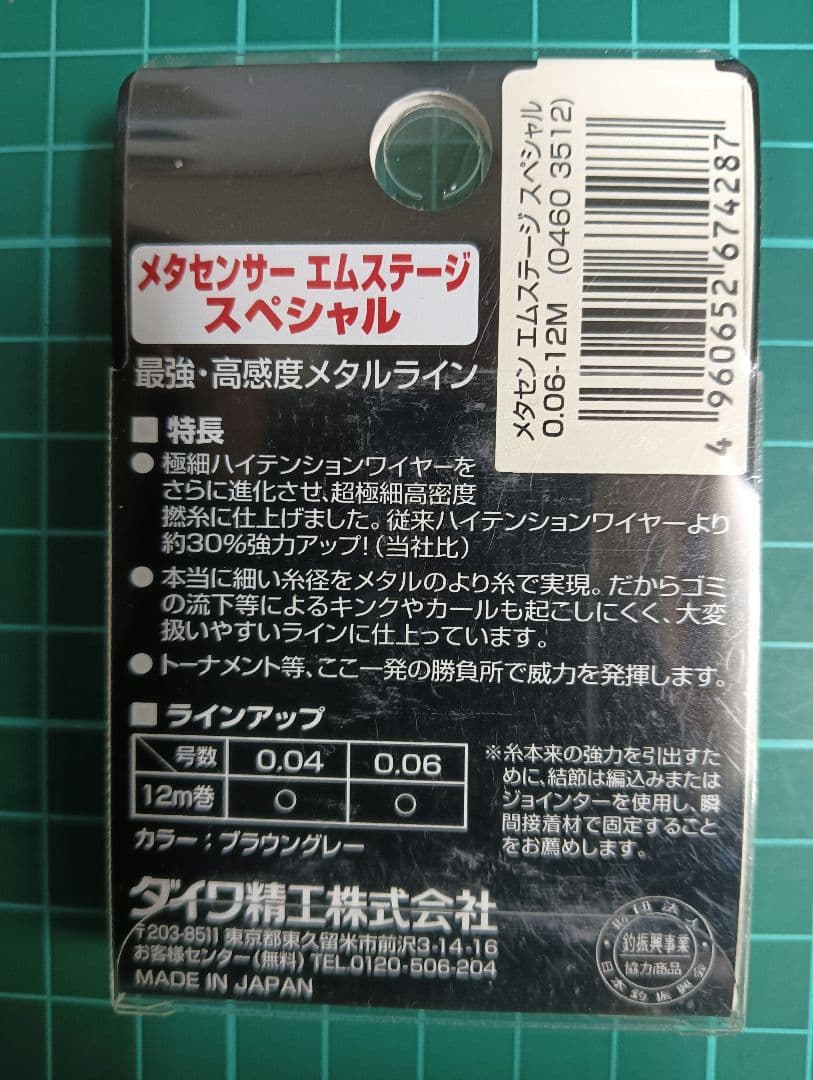 メタセン エムステージ スペシャル
0.06-12M (0460 3512)
4 960652 674287
メタセンサー エムステージ
スペシャル
最強・高感度メタルライン
■ 特長
● 極細ハイテンションワイヤーを
さらに進化させ、超極細高密度
撚糸に仕上げました。従来ハイテンションワイヤーより
約30%強力アップ!(当社比)
● 本当に細い糸径をメタルのより糸で実現。だからゴミ
の流下等によるキンクやカールも起こしにくく、大変
扱いやすいラインに仕上っています。
● トーナメント等、ここ一発の勝負所で威力を発揮します。
■ ラインアップ
号数 0.04 0.06
12m巻 ○ ○
カラー:ブラウングレー
※糸本来の強力を引出すた
めに、結節は編込みまたは
ジョインターを使用し、瞬
間接着材で固定すること
をお薦めします。
ダイワ精工株式会社
〒203-8511 東京都東久留米市前沢3-14-16
お客様センター(無料) TEL.0120-506-204
MADE IN JAPAN
財団法人
釣振興事業
協力商品
日本釣振興会